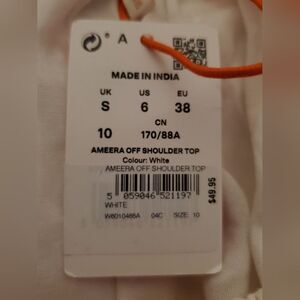 A
MADE IN INDIA
UK US EU
S 6 38
CN
10 170/88A
AMEERA OFF SHOULDER TOP
Colour: White
AMEERA OFF SHOULDER TOP
5 059046 521197
$49.95
WHITE
W6010465A 04C SIZE: 10